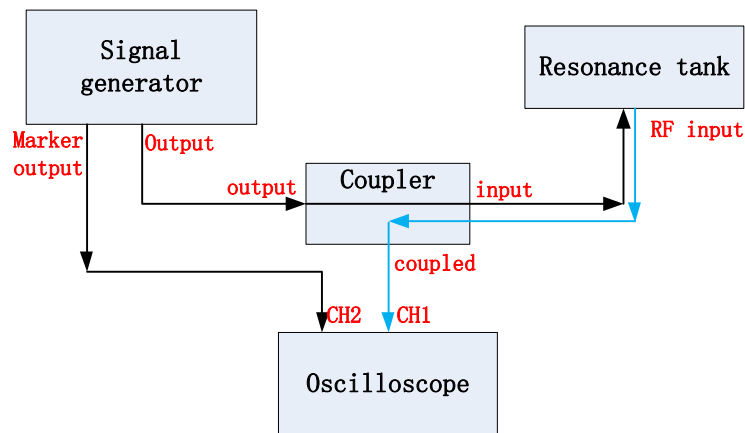 Signal
generator
Resonance tank
Marker
output
Output
RF input
output
Coupler
input
coupled
CH2
CH1
Oscilloscope